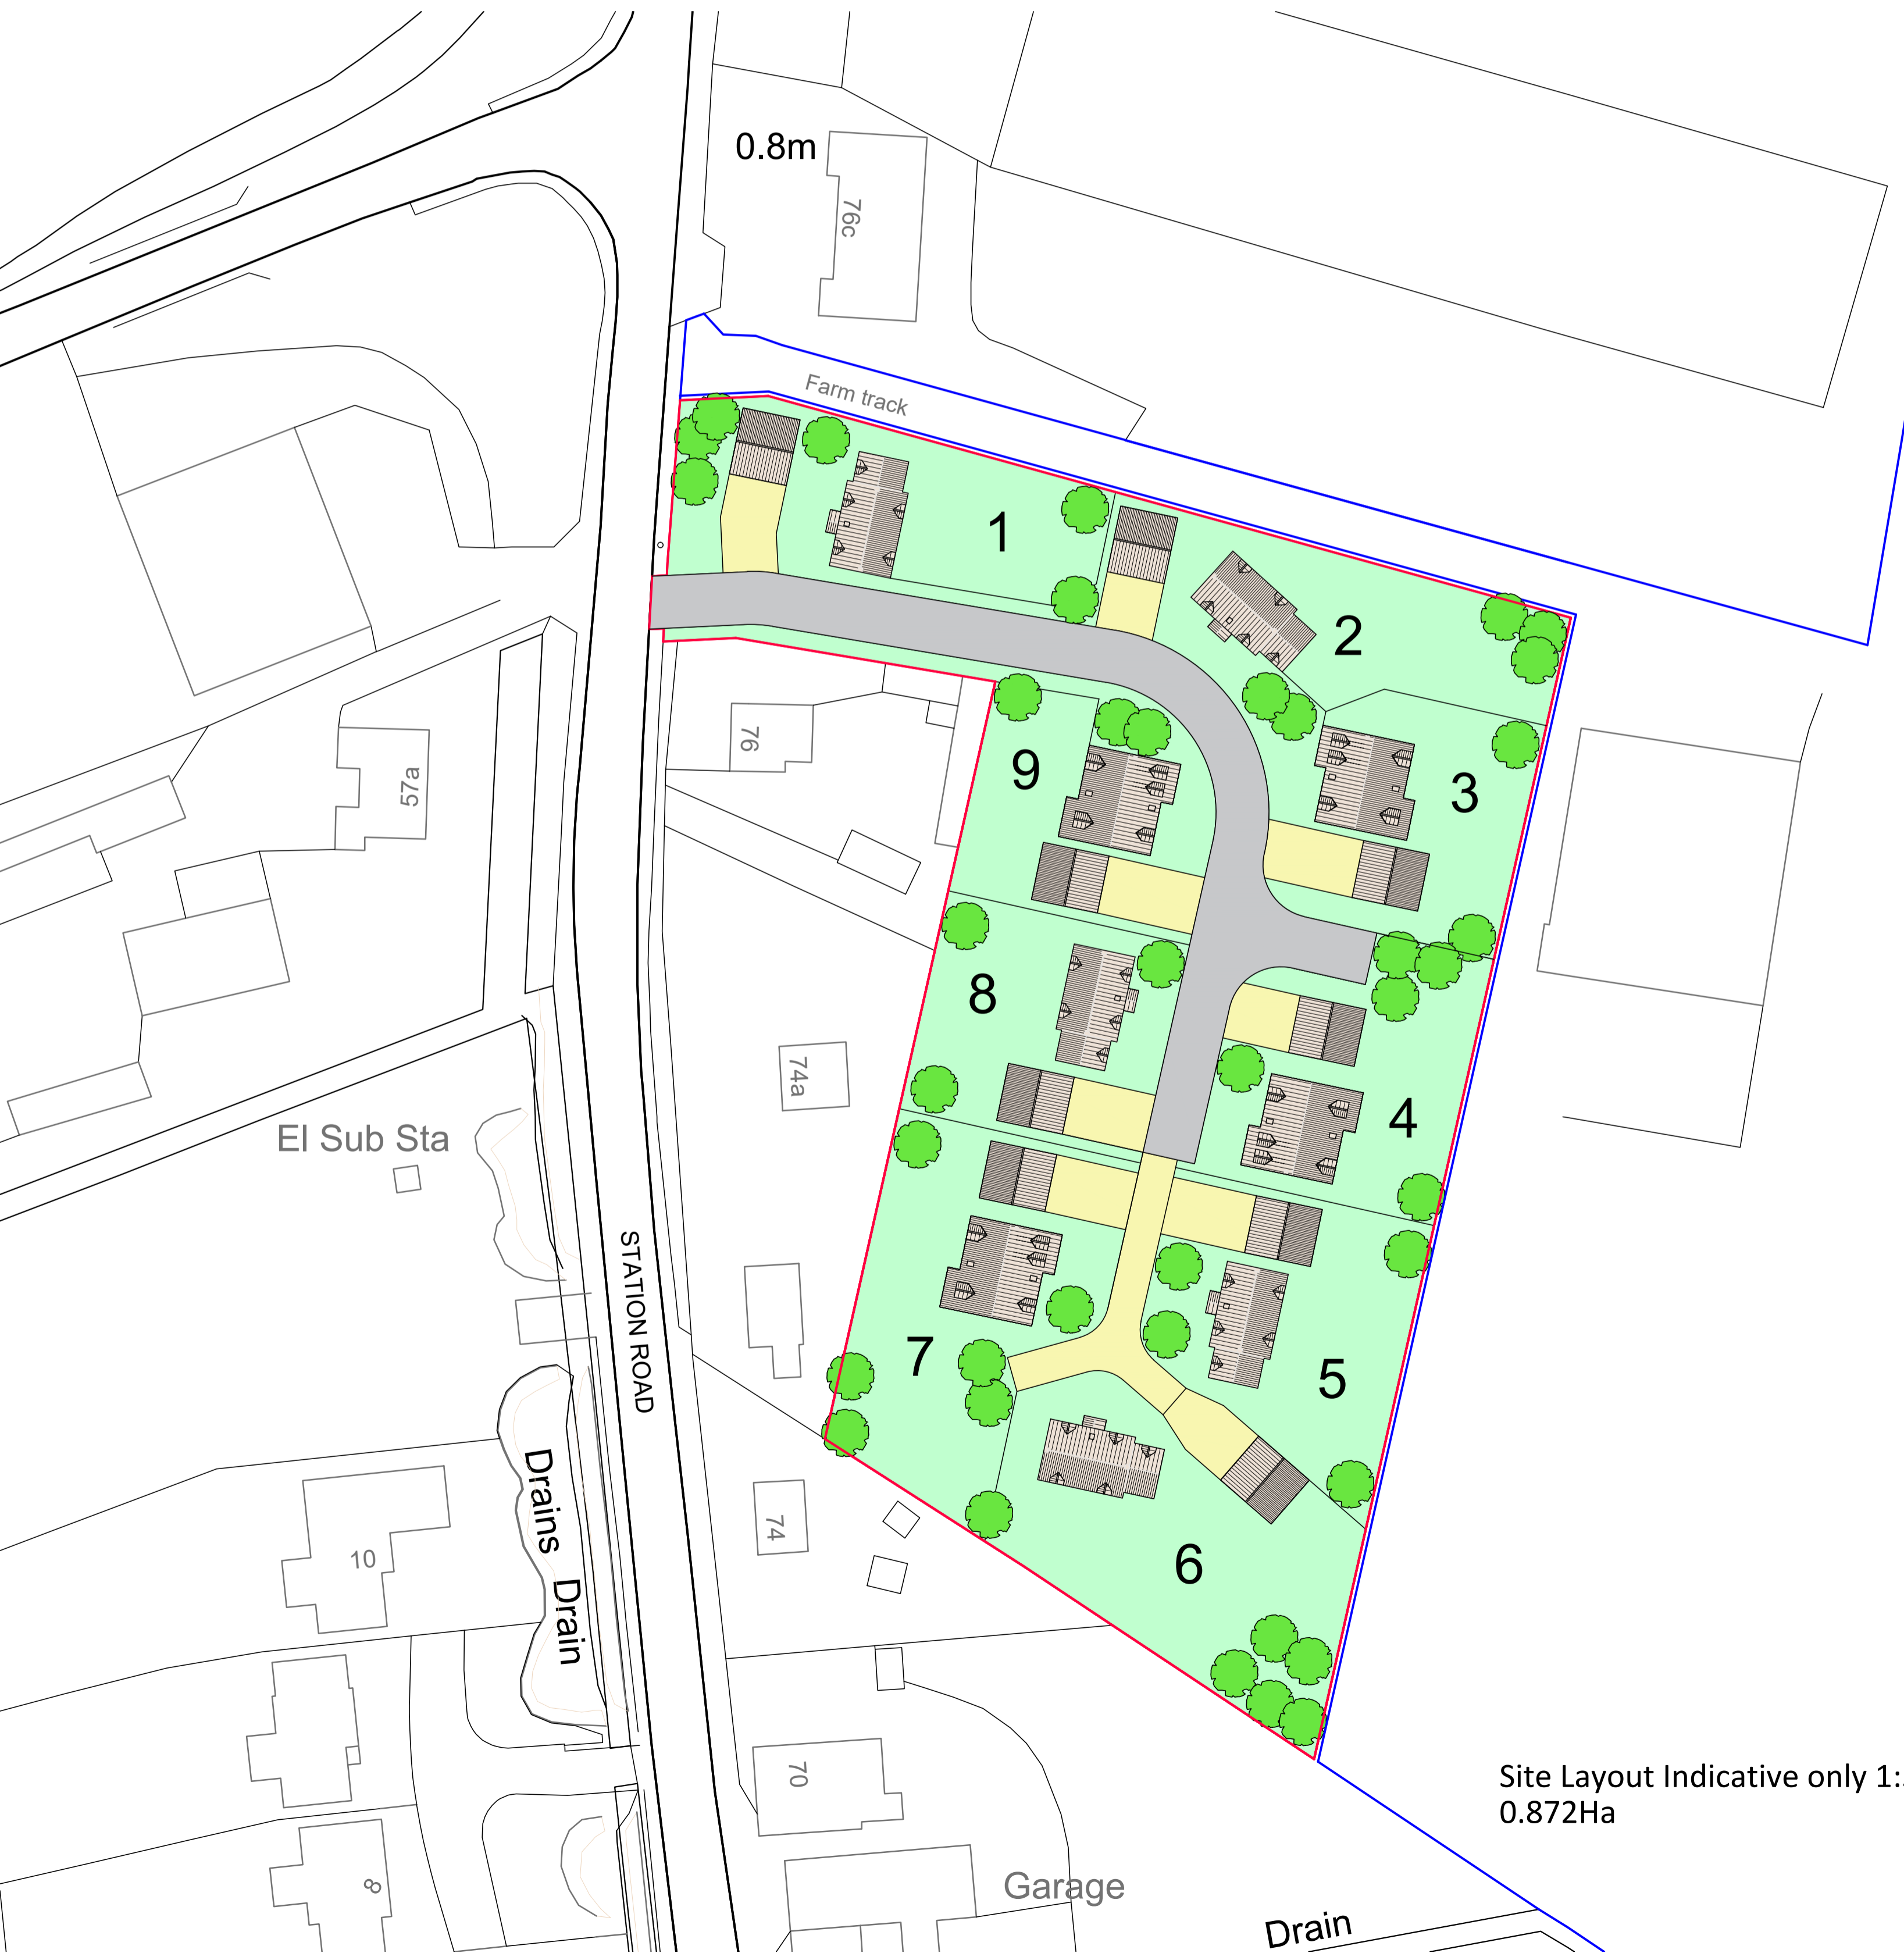 0.8m
76c
Farm track
1
2
76
9
3
57a
8
74a
4
El Sub Sta
STATION ROAD
7
5
Drains
74
10
6
Drain
70
Site Layout Indicative only 1:
0.872Ha
8
Garage
Drain